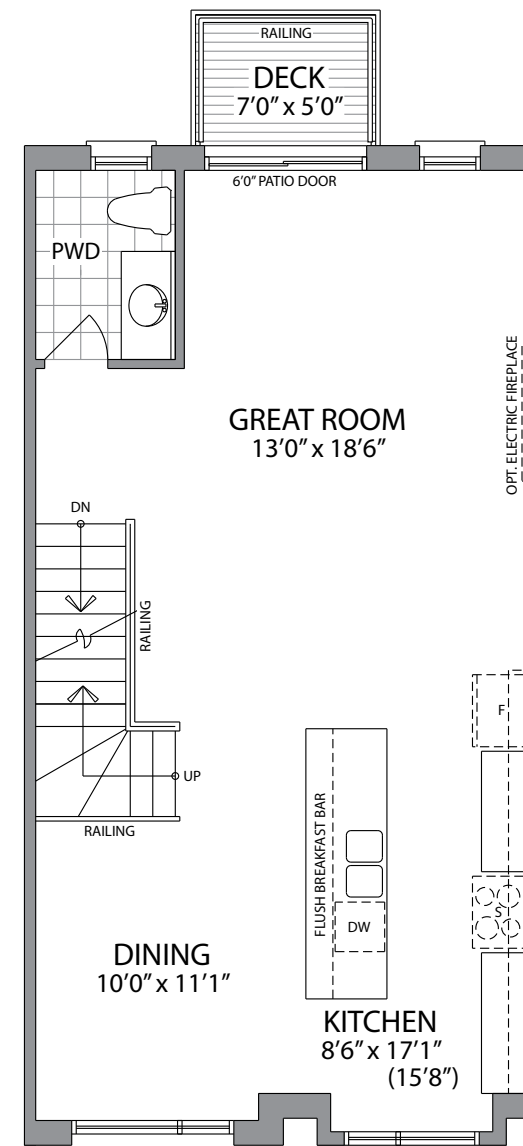 RAILING
DECK
7'0" x 5'0"
6'0" PATIO DOOR
PWD
OPT. ELECTRIC FIREPLACE
GREAT ROOM
13'0" x 18'6"
DN
RAILING
F
UP
FLUSH BREAKFAST BAR
RAILING
S
DW
DINING
10'0" x 11'1"
KITCHEN
8'6" x 17'1"
(15'8")